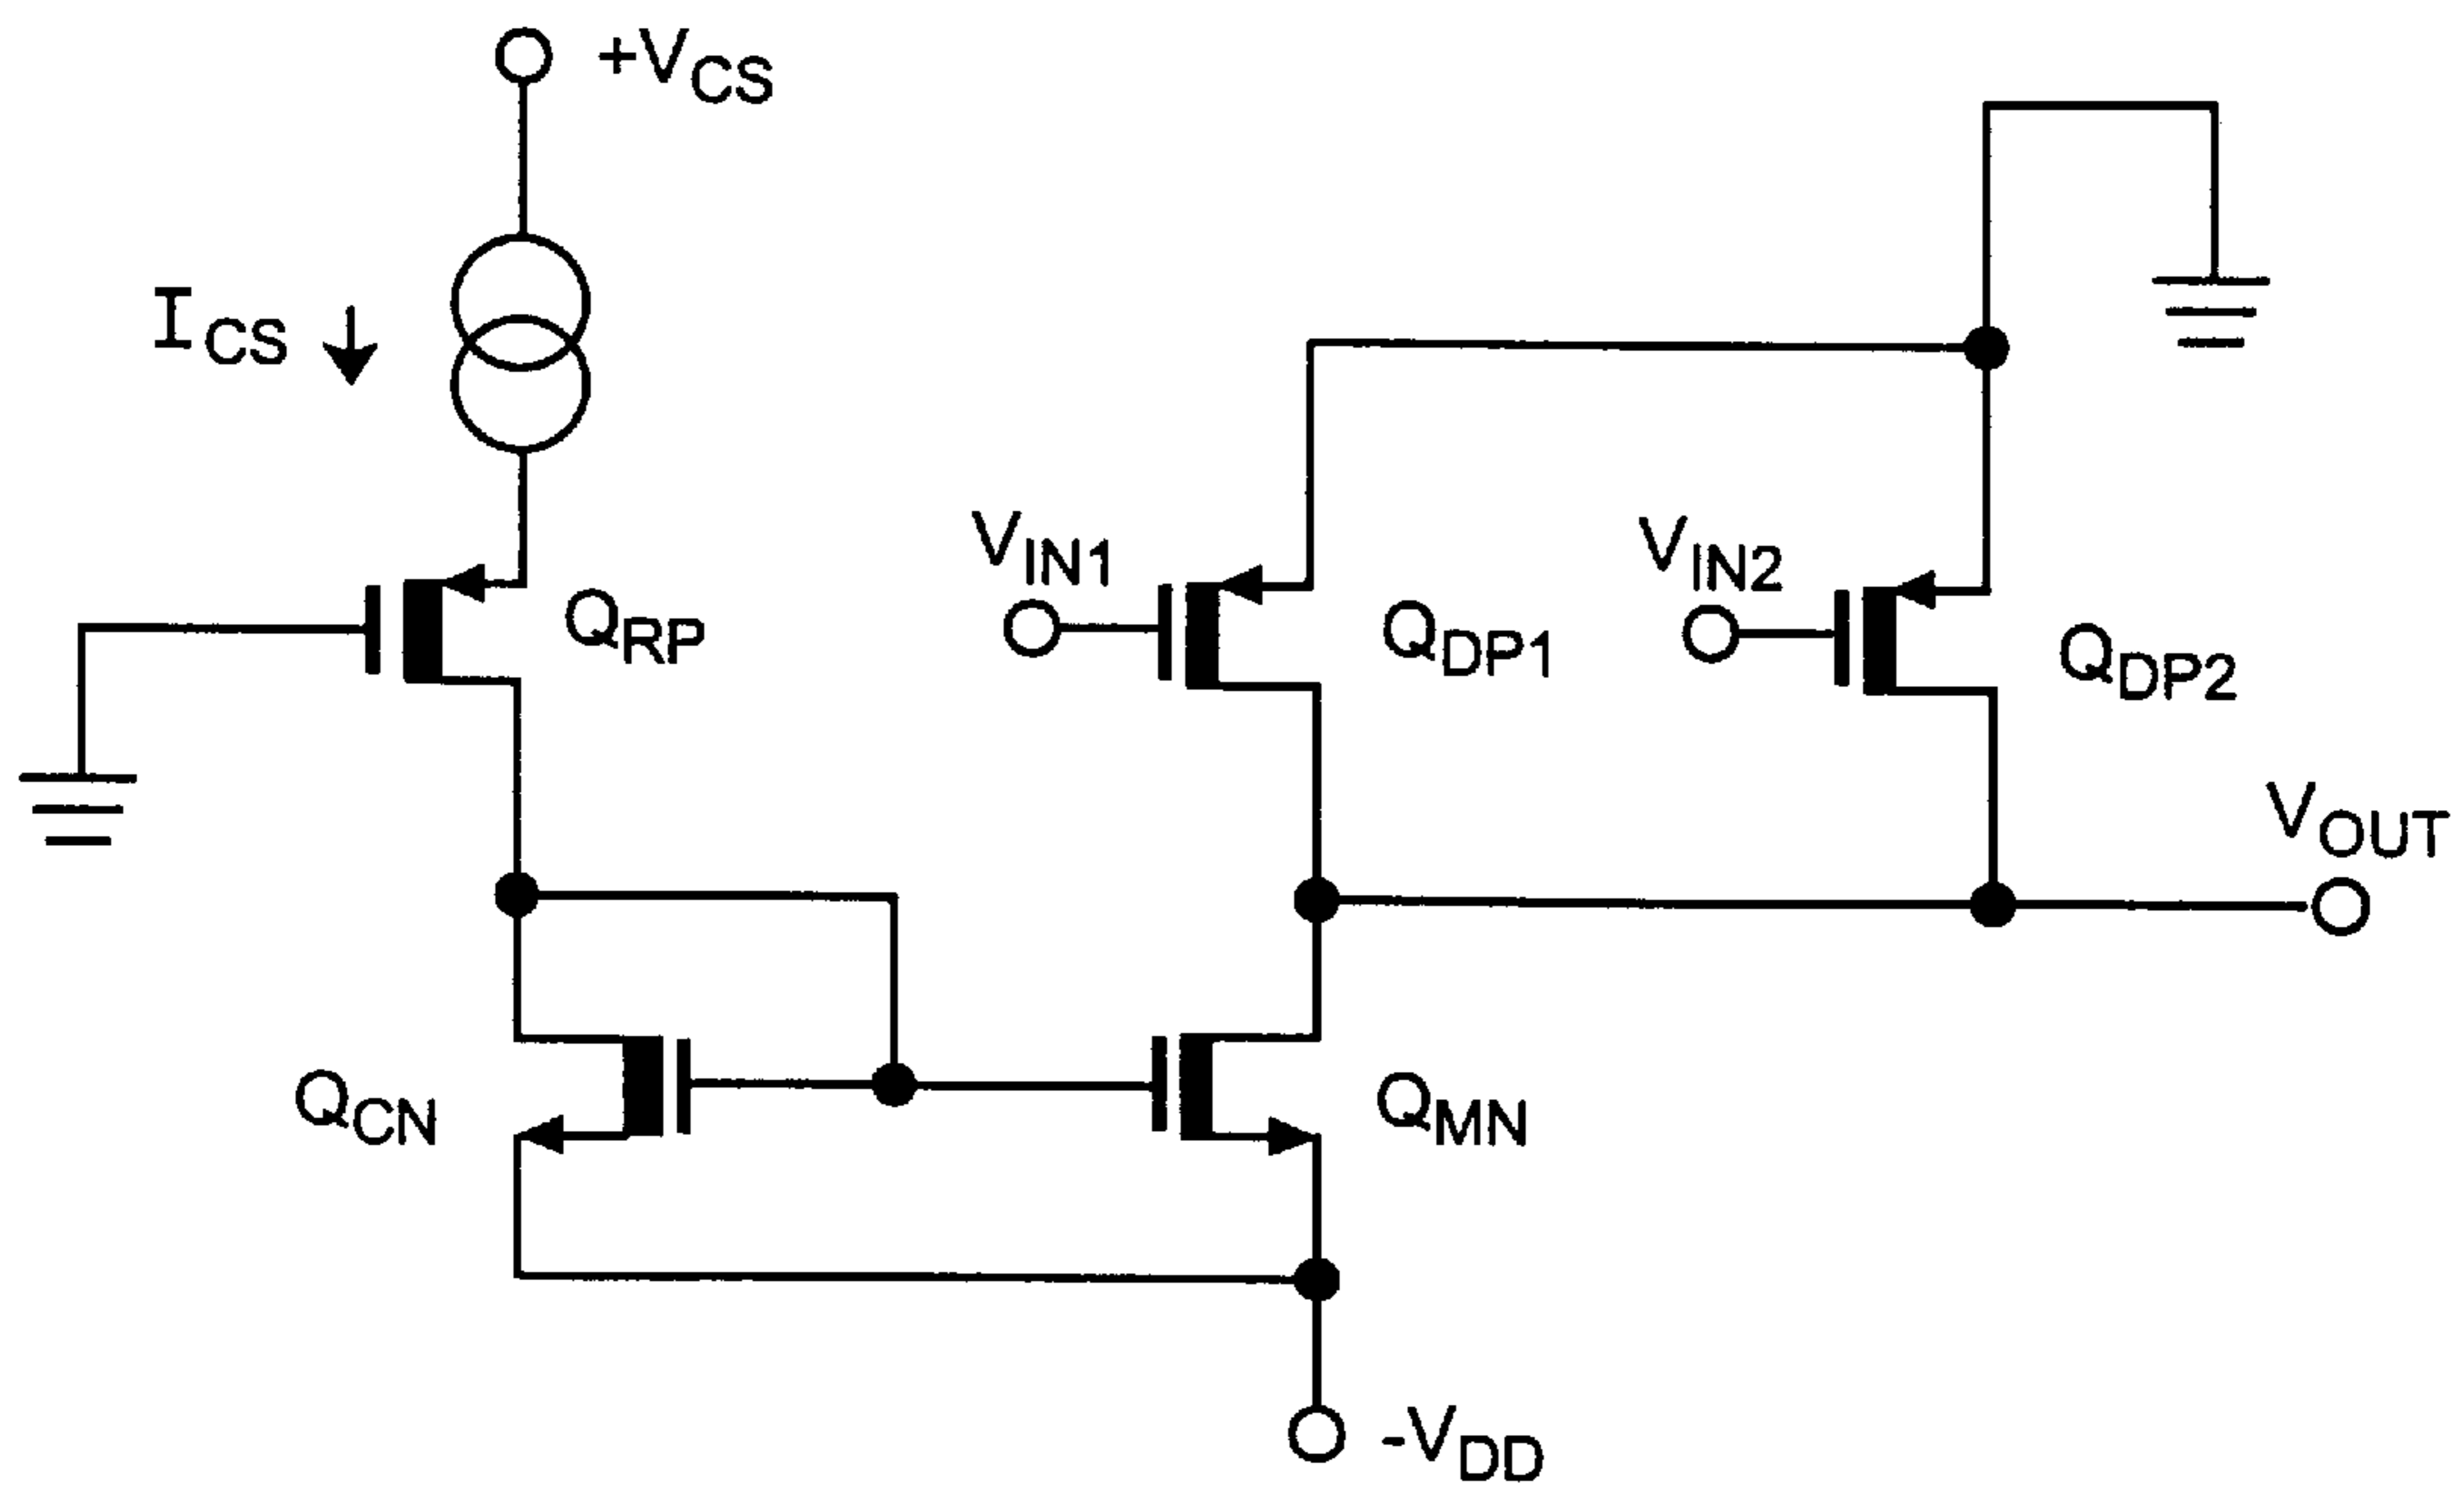 +VCS
ICS
VIN1
VIN2
QRP
QDP1
QDP2
VOUT
QCN
QMN
-VDD